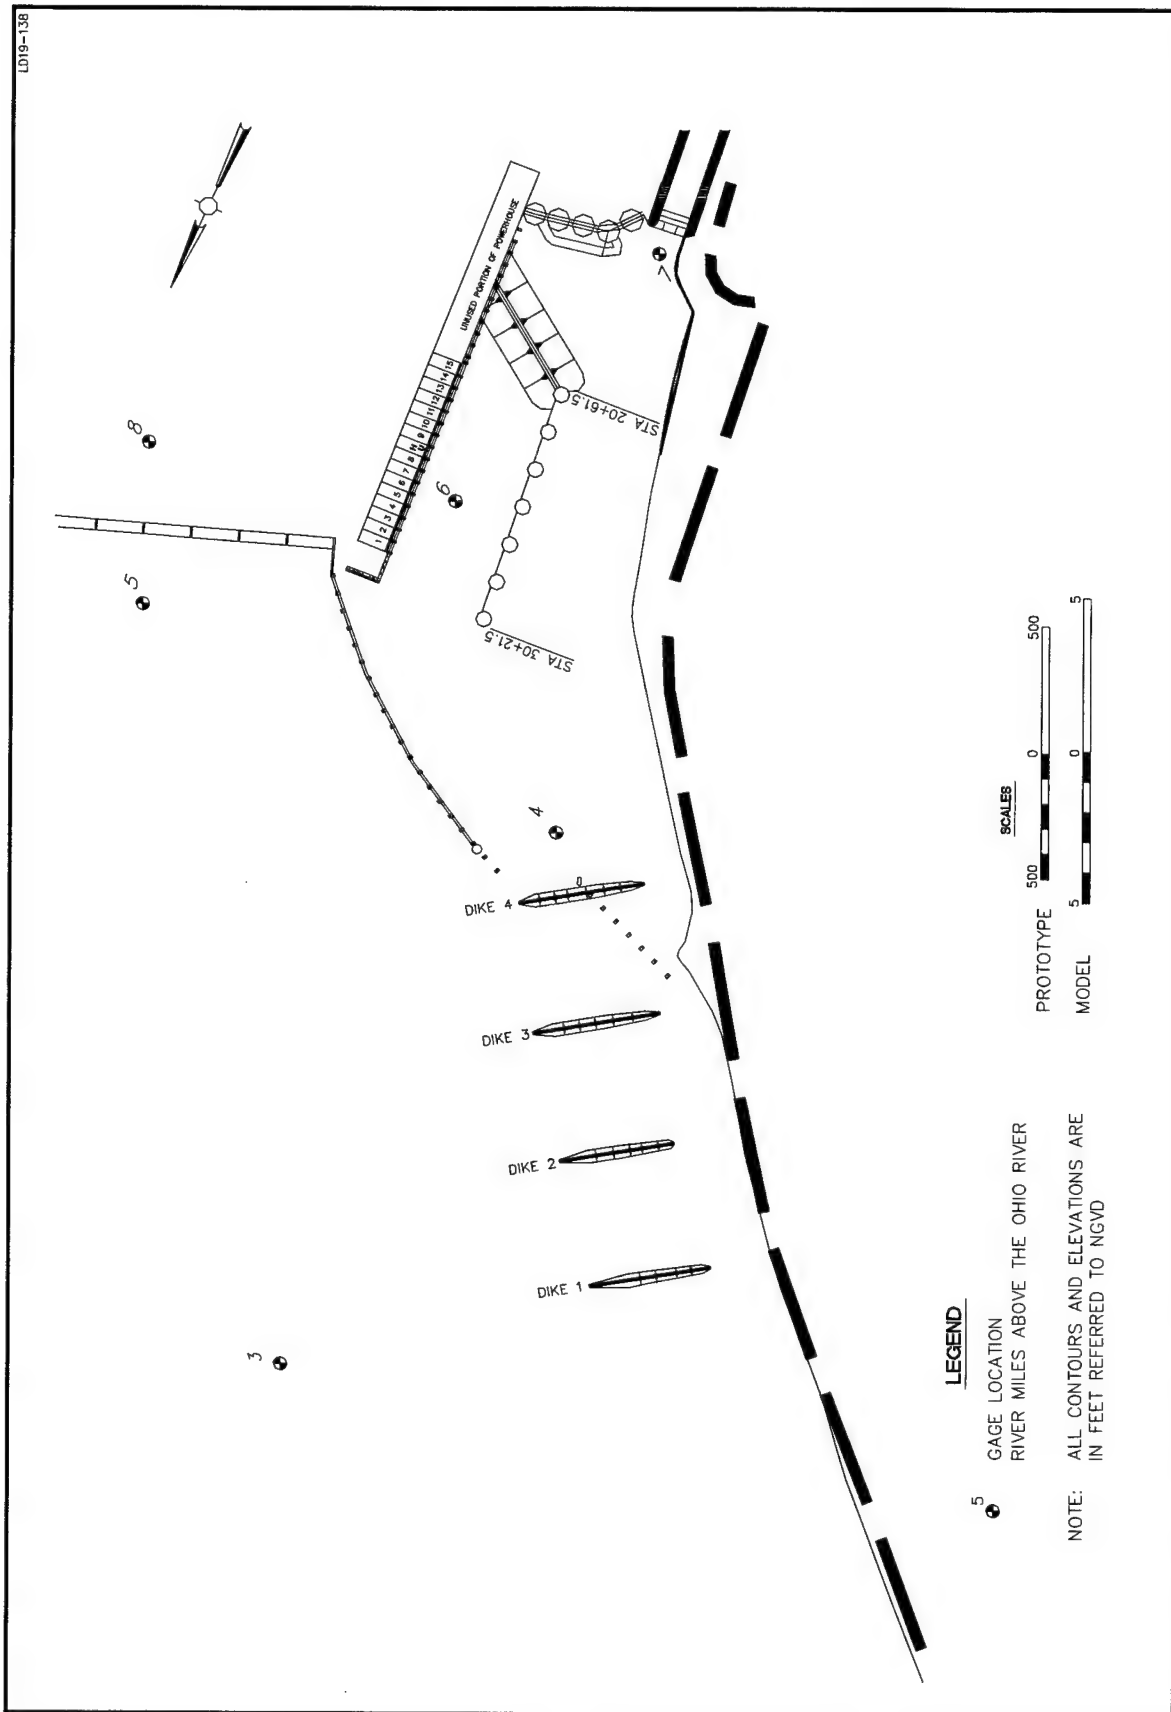 LD19-138
8
5
6
7
4
3
UNUSED PORTION OF POWERHOUSE
1 2 3 4 5 6 7 8 9 10 11 12 13 14 15
STA 20+61.5
STA 30+21.5
DIKE 4
DIKE 3
DIKE 2
DIKE 1
LEGEND
5
GAGE LOCATION
RIVER MILES ABOVE THE OHIO RIVER
NOTE: ALL CONTOURS AND ELEVATIONS ARE
IN FEET REFERRED TO NGVD
SCALES
PROTOTYPE 500 0 500
MODEL 5 0 5